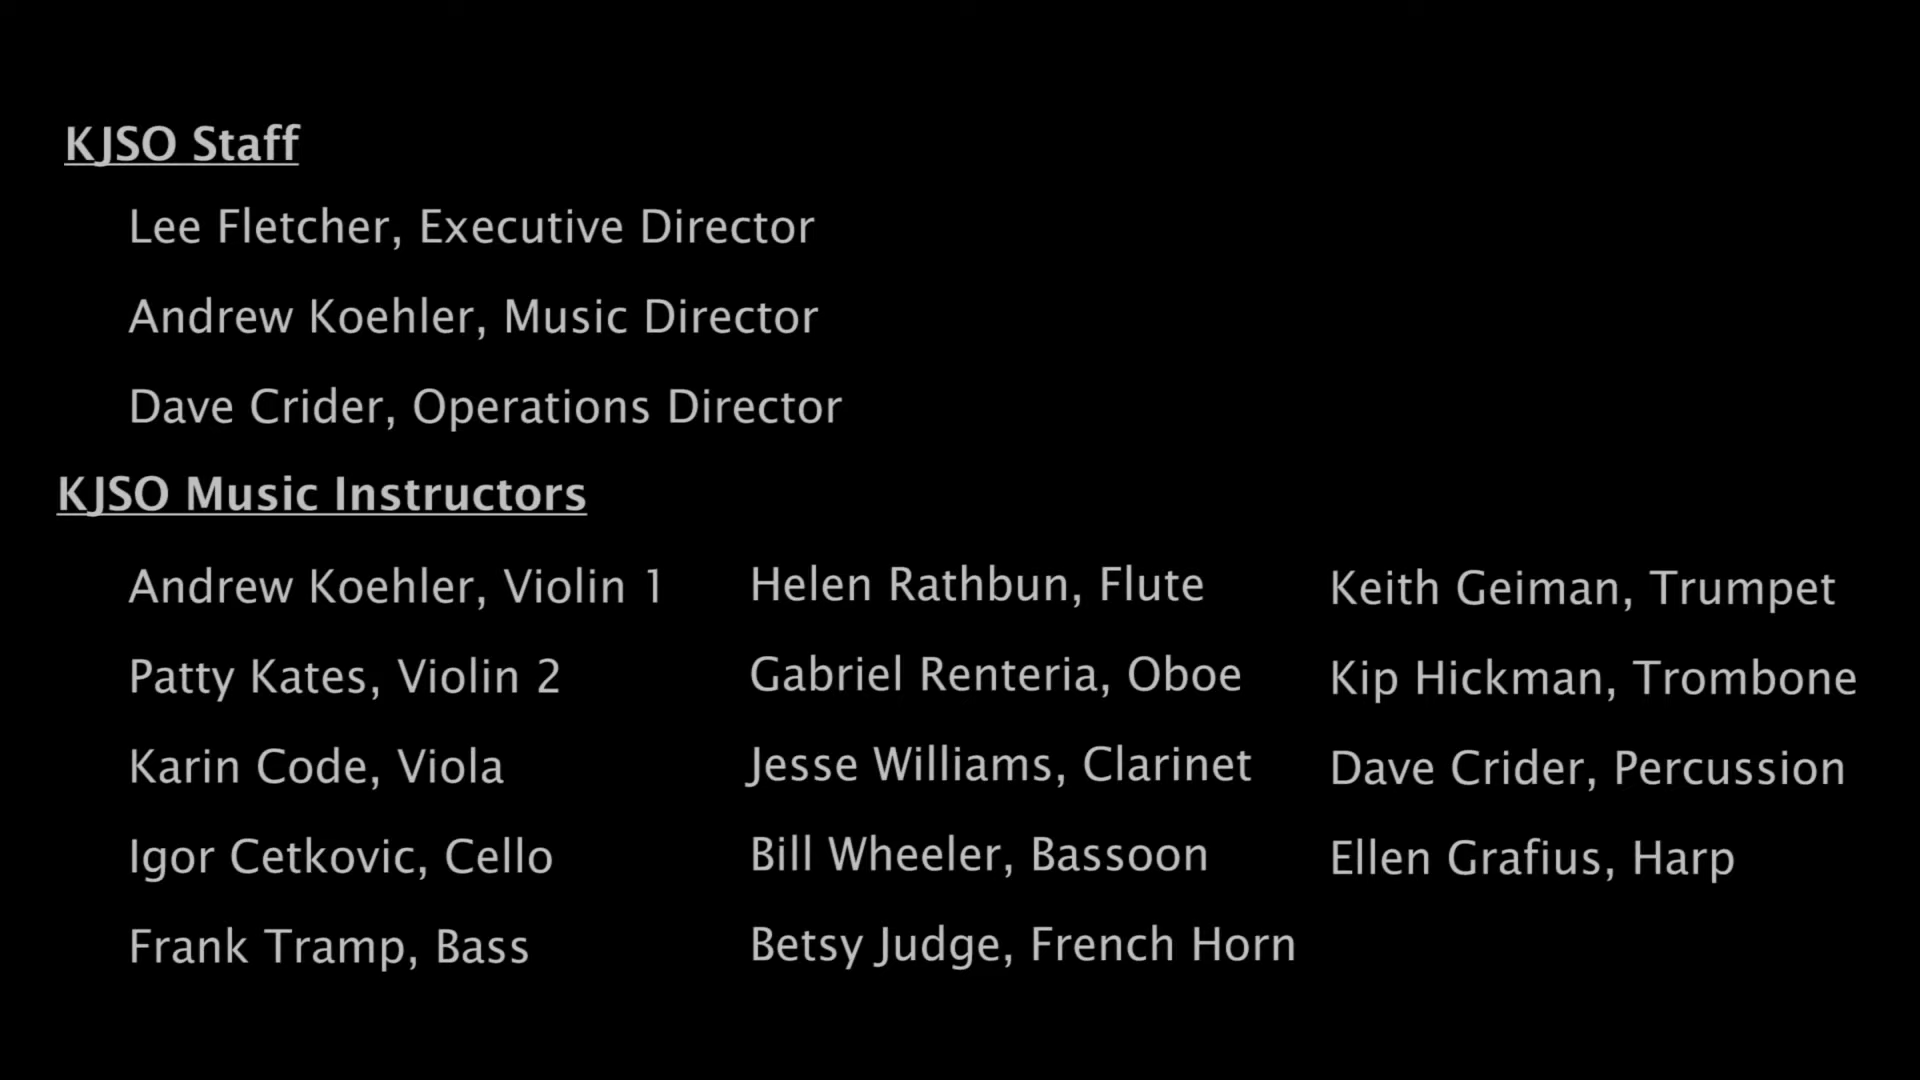 KJSO Staff
Lee Fletcher, Executive Director
Andrew Koehler, Music Director
Dave Crider, Operations Director
KJSO Music Instructors
Andrew Koehler, Violin 1
Patty Kates, Violin 2
Karin Code, Viola
Igor Cetkovic, Cello
Frank Tramp, Bass
Helen Rathbun, Flute
Gabriel Renteria, Oboe
Jesse Williams, Clarinet
Bill Wheeler, Bassoon
Betsy Judge, French Horn
Keith Geiman, Trumpet
Kip Hickman, Trombone
Dave Crider, Percussion
Ellen Grafius, Harp